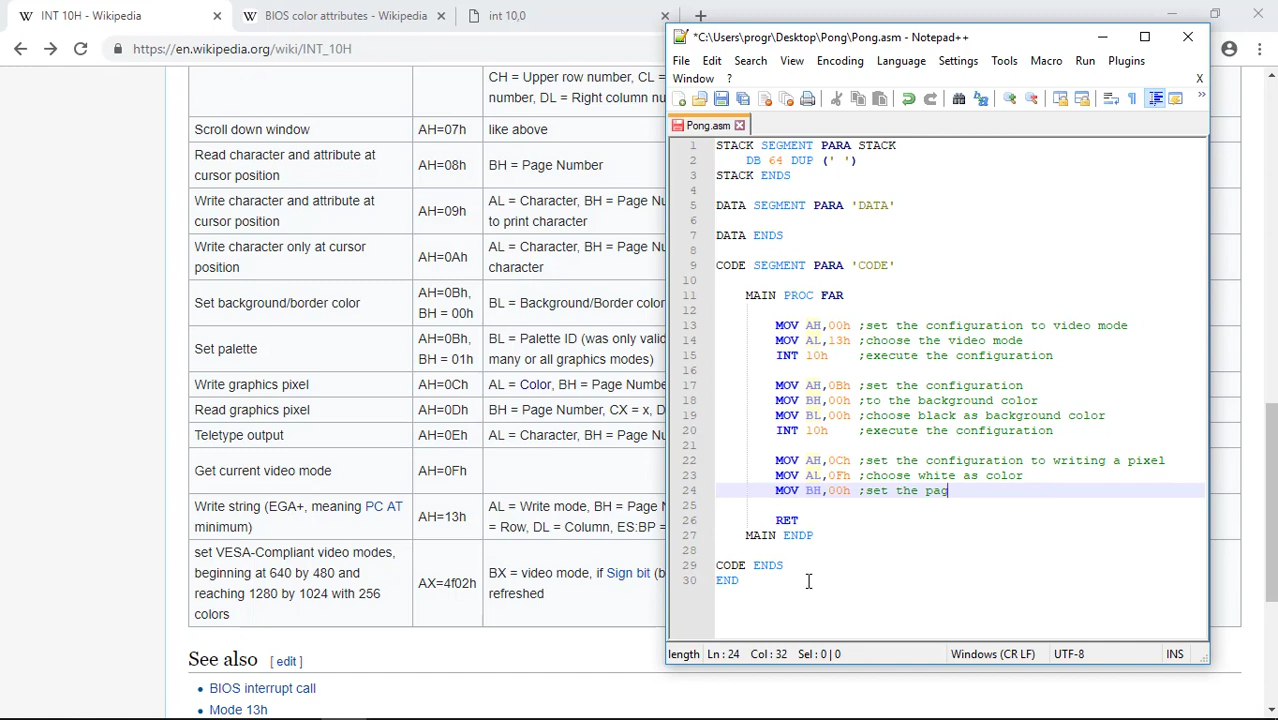 INT 10H - Wikipedia
BIOS color attributes - Wikipedia
int 10,0
https://en.wikipedia.org/wiki/INT_10H
CH = Upper row number, CL =
number, DL = Right column nu
Scroll down window AH=07h like above
Read character and attribute at
cursor position
AH=08h BH = Page Number
Write character and attribute at
cursor position
AH=09h
AL = Character, BH = Page Nu
to print character
Write character only at cursor
position
AH=0Ah
AL = Character, BH = Page Nu
character
Set background/border color
AH=0Bh,
BH = 00h
BL = Background/Border color
Set palette
AH=0Bh,
BH = 01h
BL = Palette ID (was only valid
many or all graphics modes)
Write graphics pixel AH=0Ch AL = Color, BH = Page Numbe
Read graphics pixel AH=0Dh BH = Page Number, CX = x, D
Teletype output AH=0Eh AL = Character, BH = Page Nu
Get current video mode AH=0Fh
Write string (EGA+, meaning PC AT
minimum)
AH=13h
AL = Write mode, BH = Page N
= Row, DL = Column, ES:BP =
set VESA-Compliant video modes,
beginning at 640 by 480 and
reaching 1280 by 1024 with 256
colors
AX=4f02h
BX = video mode, if Sign bit (b
refreshed
See also [ edit ]
• BIOS interrupt call
• Mode 13h
*C:\Users\progr\Desktop\Pong\Pong.asm - Notepad++
File Edit Search View Encoding Language Settings Tools Macro Run Plugins
Window ? X
Pong.asm
1 STACK SEGMENT PARA STACK
2 DB 64 DUP (' ')
3 STACK ENDS
4
5 DATA SEGMENT PARA 'DATA'
6
7 DATA ENDS
8
9 CODE SEGMENT PARA 'CODE'
10
11 MAIN PROC FAR
12
13 MOV AH,00h ;set the configuration to video mode
14 MOV AL,13h ;choose the video mode
15 INT 10h ;execute the configuration
16
17 MOV AH,0Bh ;set the configuration
18 MOV BH,00h ;to the background color
19 MOV BL,00h ;choose black as background color
20 INT 10h ;execute the configuration
21
22 MOV AH,0Ch ;set the configuration to writing a pixel
23 MOV AL,0Fh ;choose white as color
24 MOV BH,00h ;set the pag
25
26 RET
27 MAIN ENDP
28
29 CODE ENDS
30 END
length Ln : 24 Col : 32 Sel : 0 | 0 Windows (CR LF) UTF-8 INS